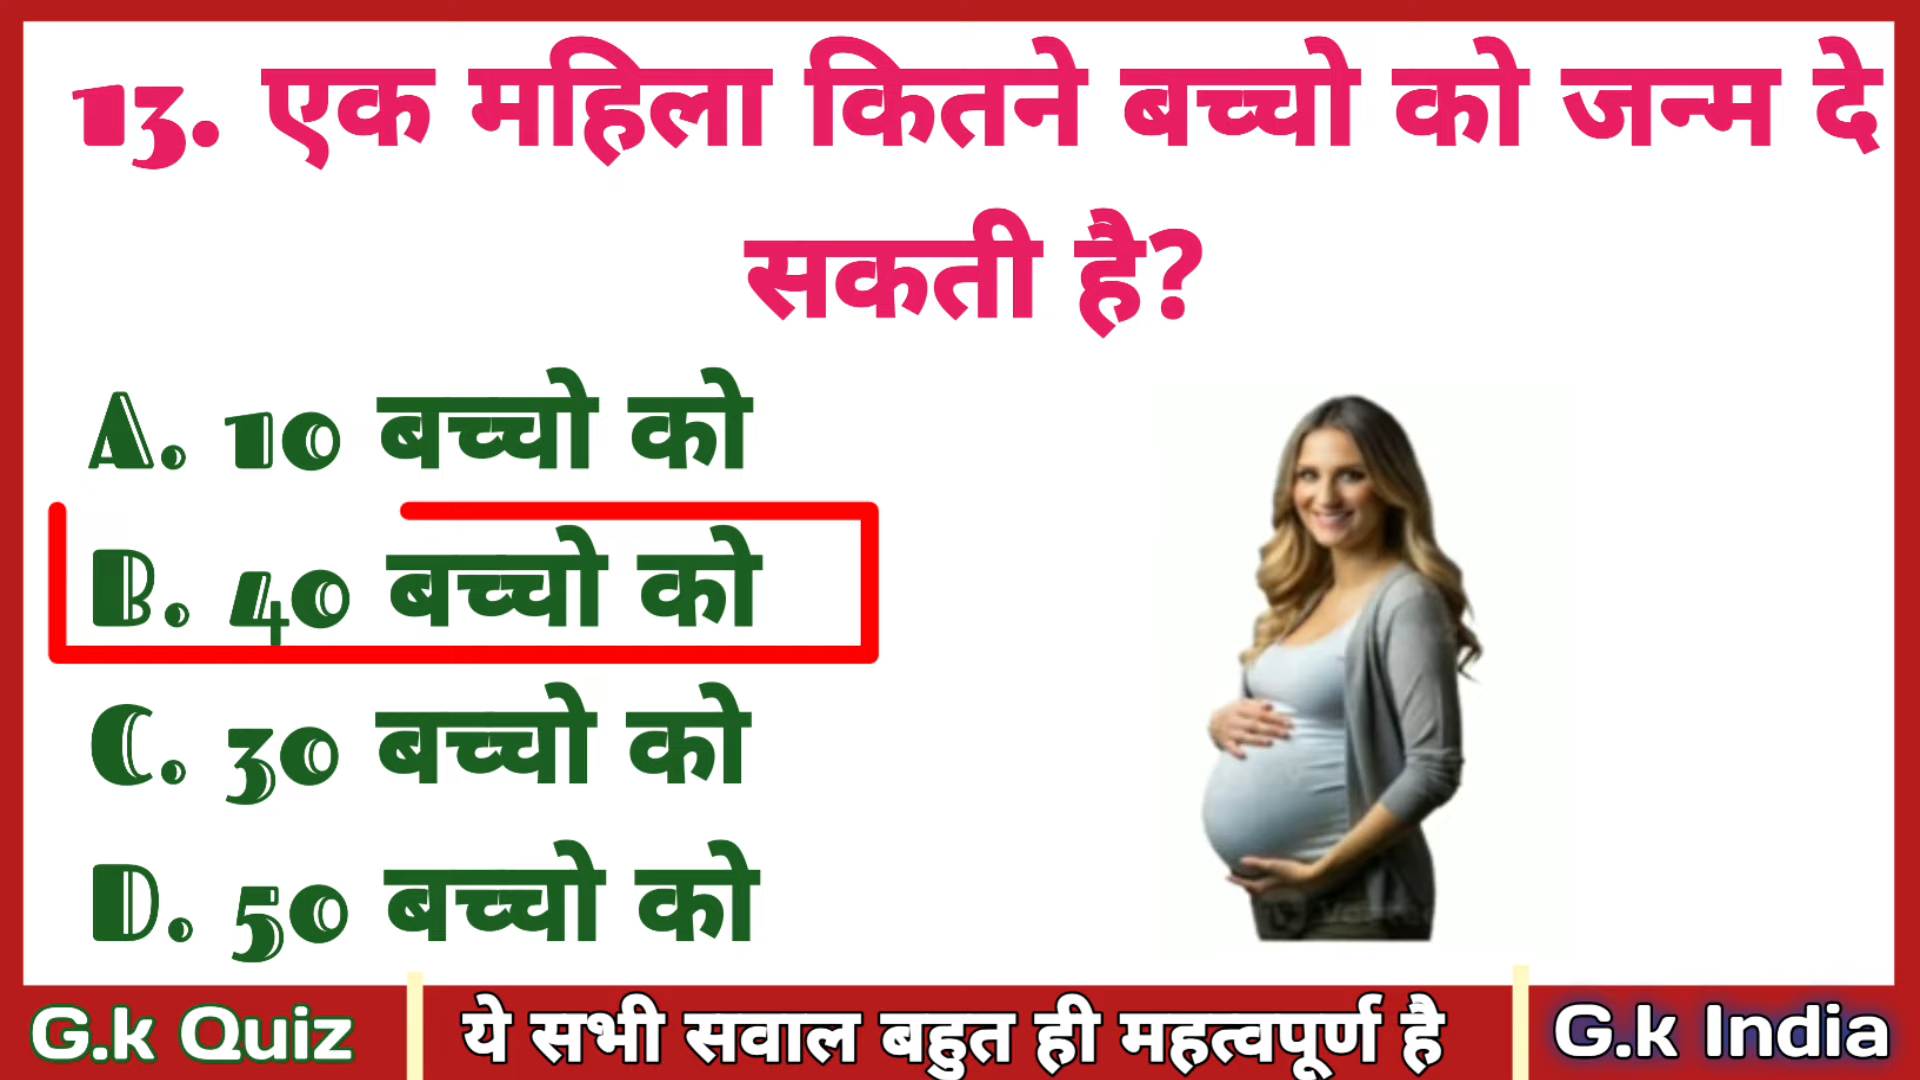 13. एक महिला कितने बच्चो को जन्म दे
सकती है?
A. 10 बच्चो को
B. 40 बच्चो को
C. 30 बच्चो को
D. 50 बच्चो को
G.k Quiz
ये सभी सवाल बहुत ही महत्वपूर्ण है
G.k India